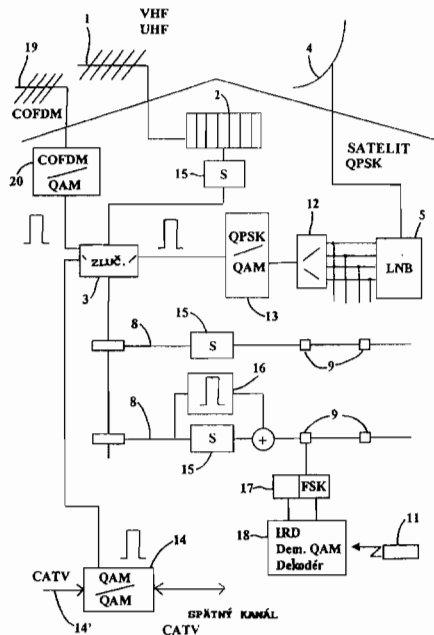 1
VHF
UHF
19
COFDM
4
2
20
COFDM
QAM
15
S
SATELIT
QPSK
12
5
QPSK
QAM
LNB
ZLUČ.
3
13
8
15
S
9
16
8
S
15
+
9
17
FSK
18
IRD
Dem. QAM
Dekodér
11
14
CATV
QAM
QAM
14'
SPÄTNÝ KANÁL
CATV